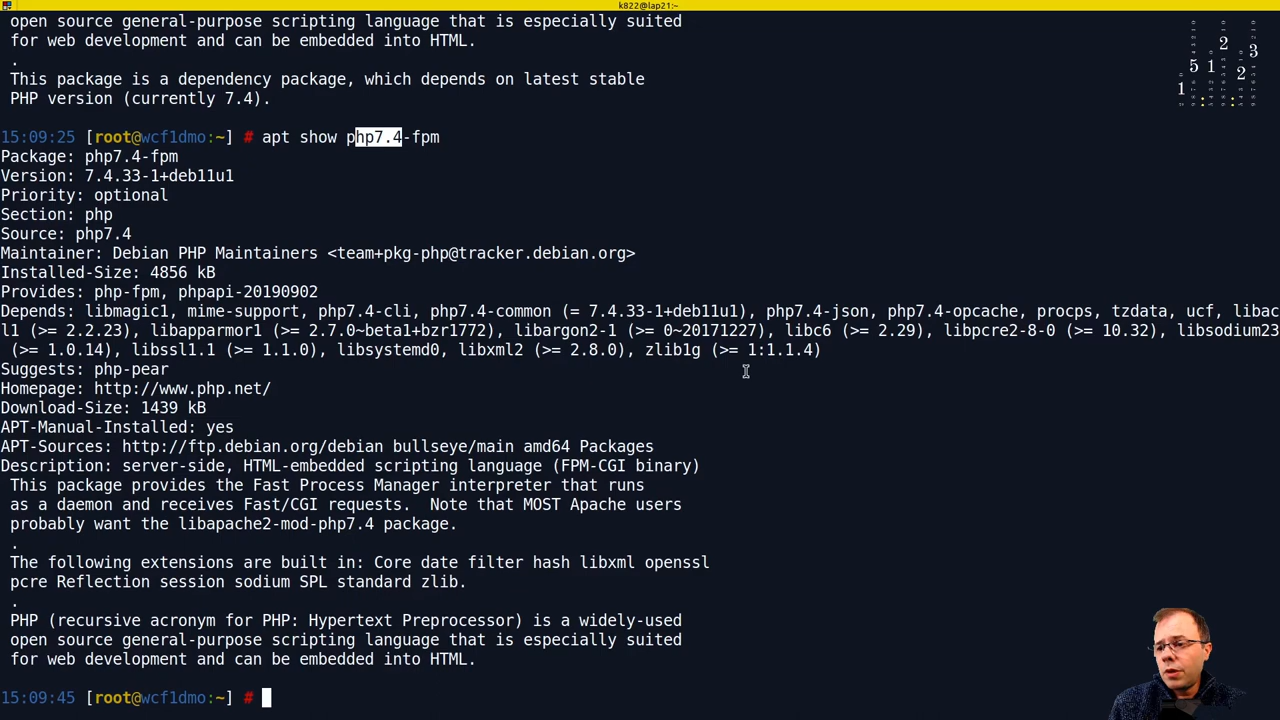 k822@lap21:~
open source general-purpose scripting language that is especially suited
for web development and can be embedded into HTML.
.
This package is a dependency package, which depends on latest stable
PHP version (currently 7.4).
15:09:25 [root@wcf1dmo:~] # apt show php7.4-fpm
Package: php7.4-fpm
Version: 7.4.33-1+deb11u1
Priority: optional
Section: php
Source: php7.4
Maintainer: Debian PHP Maintainers <team+pkg-php@tracker.debian.org>
Installed-Size: 4856 kB
Provides: php-fpm, phpapi-20190902
Depends: libmagic1, mime-support, php7.4-cli, php7.4-common (= 7.4.33-1+deb11u1), php7.4-json, php7.4-opcache, procps, tzdata, ucf, libac
l1 (>= 2.2.23), libapparmor1 (>= 2.7.0~beta1+bzr1772), libargon2-1 (>= 0~20171227), libc6 (>= 2.29), libpcre2-8-0 (>= 10.32), libsodium23
(>= 1.0.14), libssl1.1 (>= 1.1.0), libsystemd0, libxml2 (>= 2.8.0), zlib1g (>= 1:1.1.4)
Suggests: php-pear
Homepage: http://www.php.net/
Download-Size: 1439 kB
APT-Manual-Installed: yes
APT-Sources: http://ftp.debian.org/debian bullseye/main amd64 Packages
Description: server-side, HTML-embedded scripting language (FPM-CGI binary)
This package provides the Fast Process Manager interpreter that runs
as a daemon and receives Fast/CGI requests.  Note that MOST Apache users
probably want the libapache2-mod-php7.4 package.
.
The following extensions are built in: Core date filter hash libxml openssl
pcre Reflection session sodium SPL standard zlib.
.
PHP (recursive acronym for PHP: Hypertext Preprocessor) is a widely-used
open source general-purpose scripting language that is especially suited
for web development and can be embedded into HTML.
15:09:45 [root@wcf1dmo:~] #